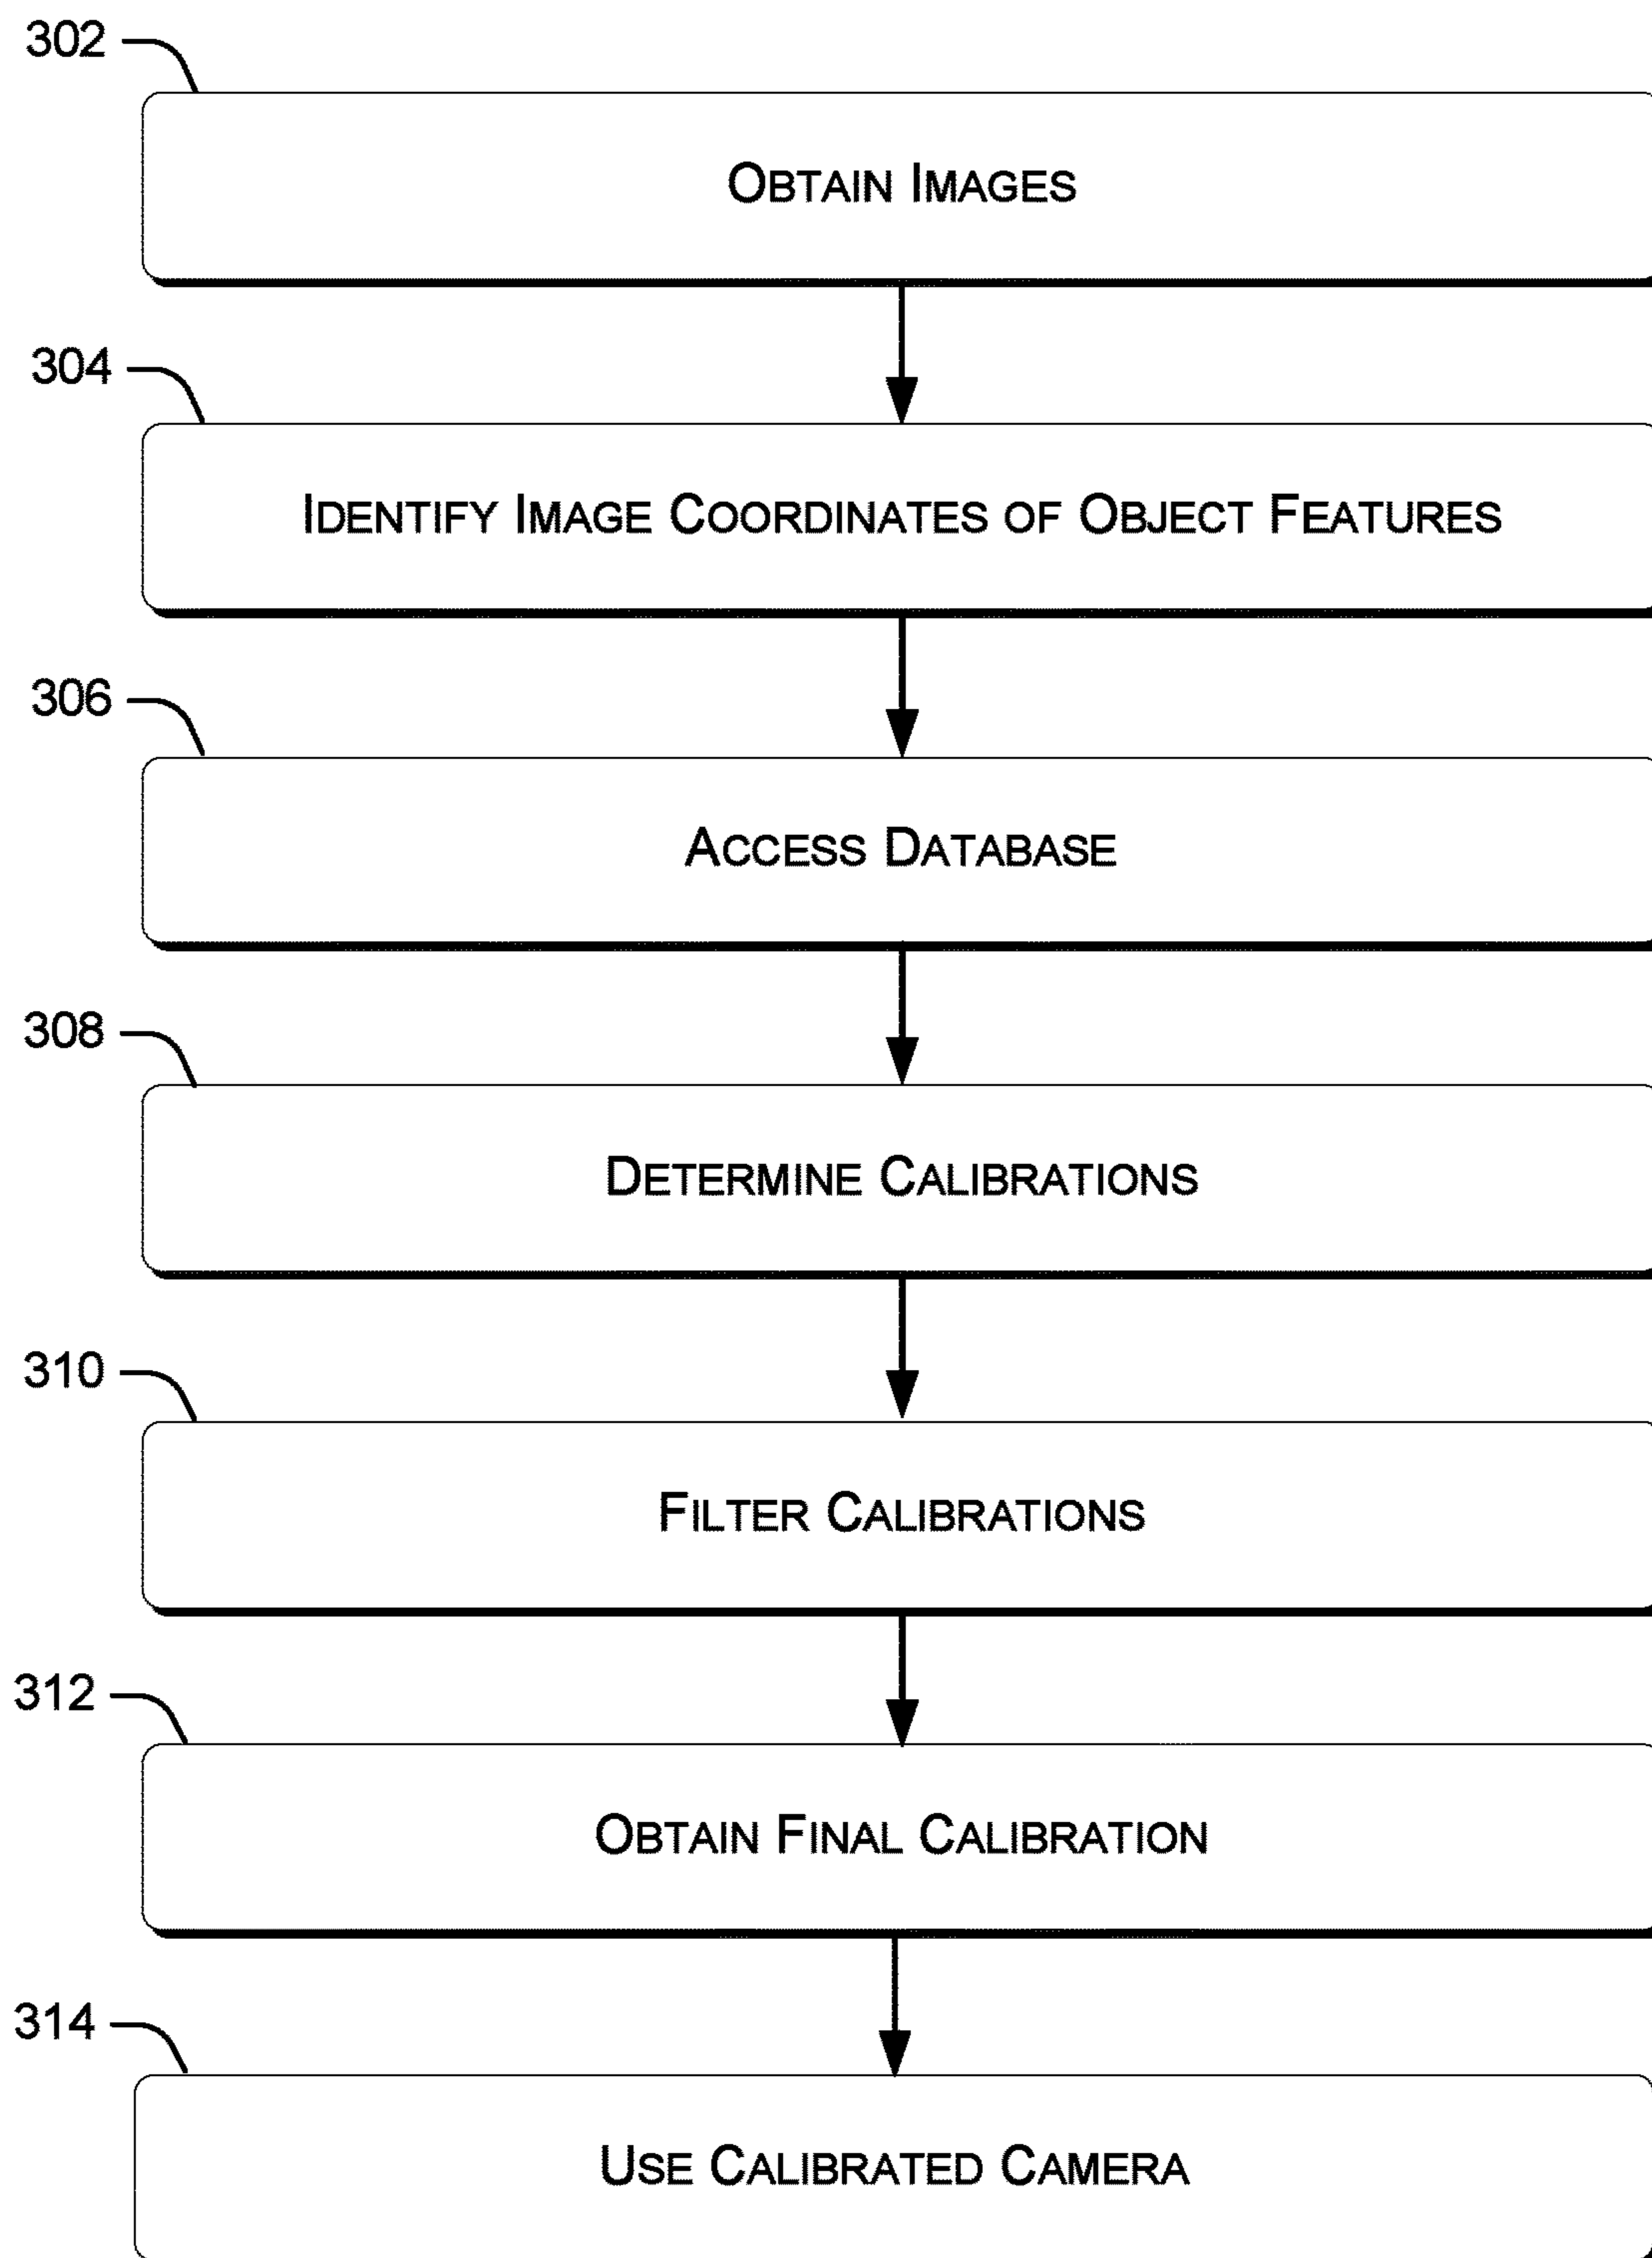 302
OBTAIN IMAGES
304
IDENTIFY IMAGE COORDINATES OF OBJECT FEATURES
306
ACCESS DATABASE
308
DETERMINE CALIBRATIONS
310
FILTER CALIBRATIONS
312
OBTAIN FINAL CALIBRATION
314
USE CALIBRATED CAMERA